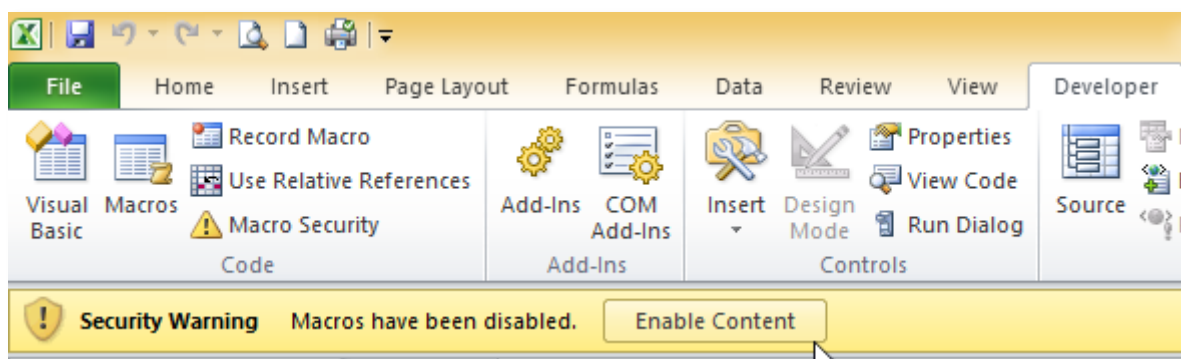 File Home Insert Page Layout Formulas Data Review View Developer
Record Macro
Use Relative References
Macro Security
Visual Basic
Macros
Code
Add-Ins
COM Add-Ins
Add-Ins
Insert
Design Mode
Properties
View Code
Run Dialog
Controls
Source
Security Warning Macros have been disabled. Enable Content